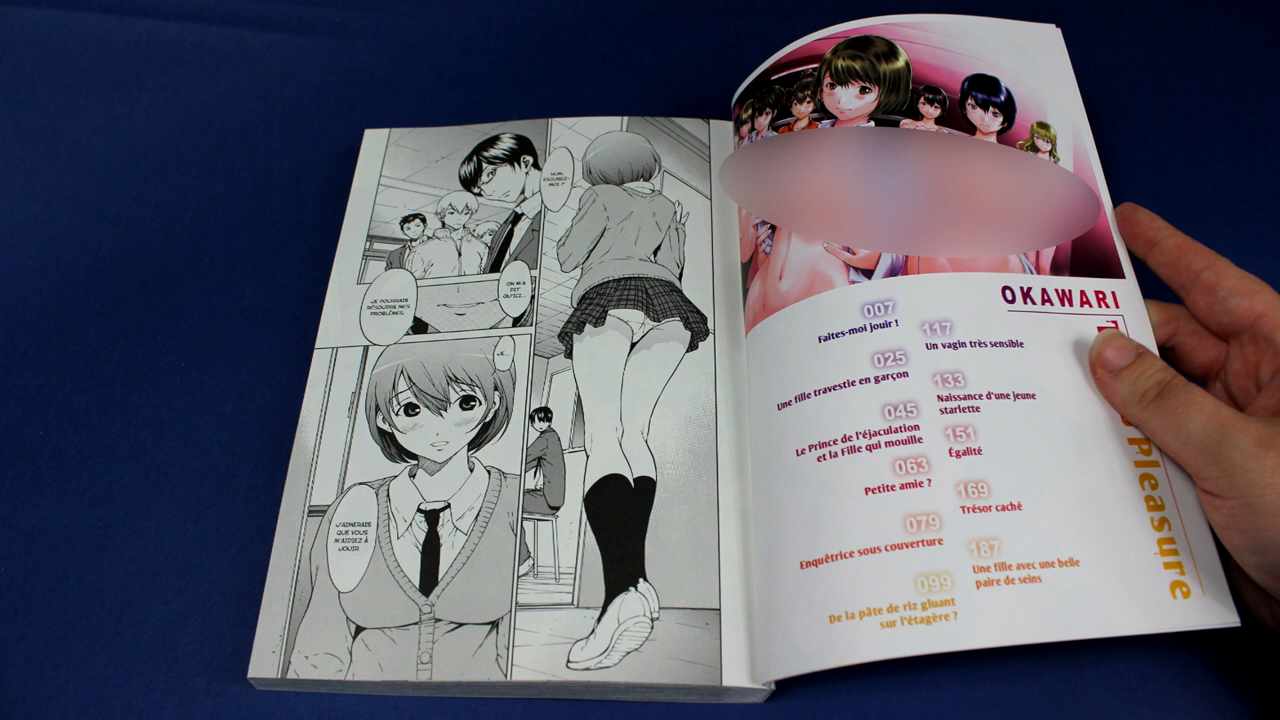 HUM,
EXCUSEZ-
MOI ?
ON M'A
DIT
QU'ICI...
JE POURRAIS
RÉSOUDRE MES
PROBLÈMES.
J'AIMERAIS
QUE VOUS
M'AIDIEZ À
JOUIR.
OKAWARI
Pleasure
007
Faites-moi jouir !
025
Une fille travestie en garçon
045
Le Prince de l'éjaculation
et la Fille qui mouille
063
Petite amie ?
079
Enquêtrice sous couverture
099
De la pâte de riz gluant
sur l'étagère ?
117
Un vagin très sensible
133
Naissance d'une jeune
starlette
151
Égalité
169
Trésor caché
187
Une fille avec une belle
paire de seins